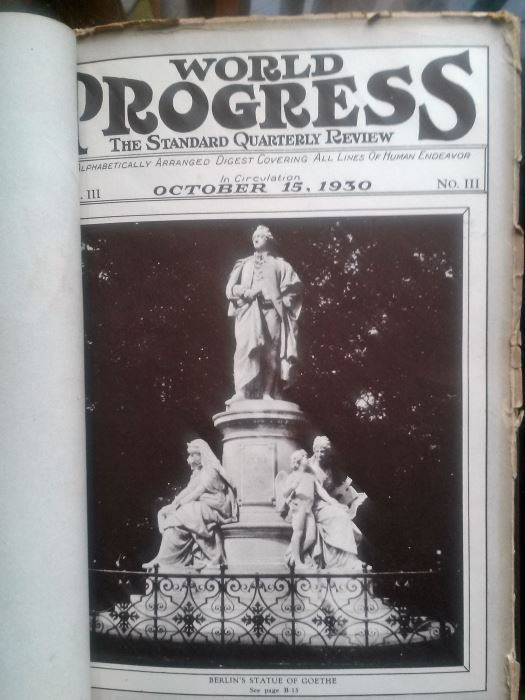 WORLD
PROGRESS
THE STANDARD QUARTERLY REVIEW
ALPHABETICALLY ARRANGED DIGEST COVERING ALL LINES OF HUMAN ENDEAVOR
In Circulation
. III OCTOBER 15, 1930 NO. III
BERLIN'S STATUE OF GOETHE
See page B-13